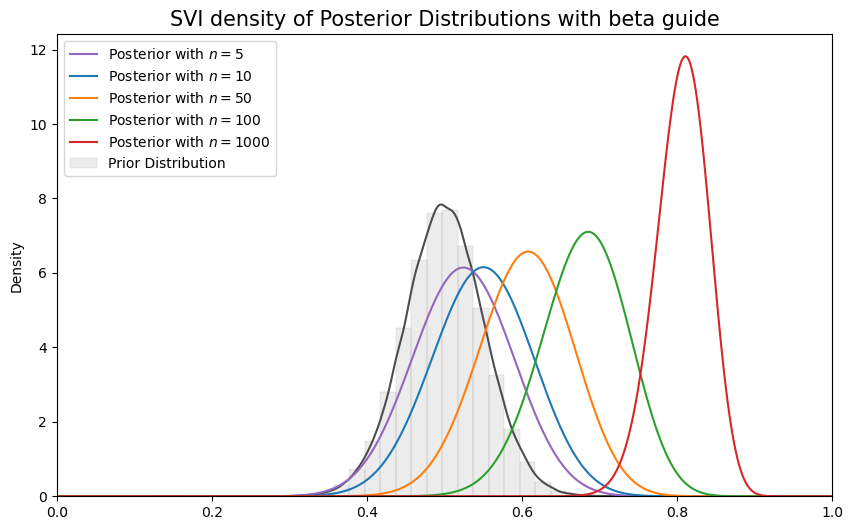 SVI density of Posterior Distributions with beta guide
Posterior with n = 5
Posterior with n = 10
Posterior with n = 50
Posterior with n = 100
Posterior with n = 1000
Prior Distribution
Density
12
10
8
6
4
2
0
0.0 0.2 0.4 0.6 0.8 1.0